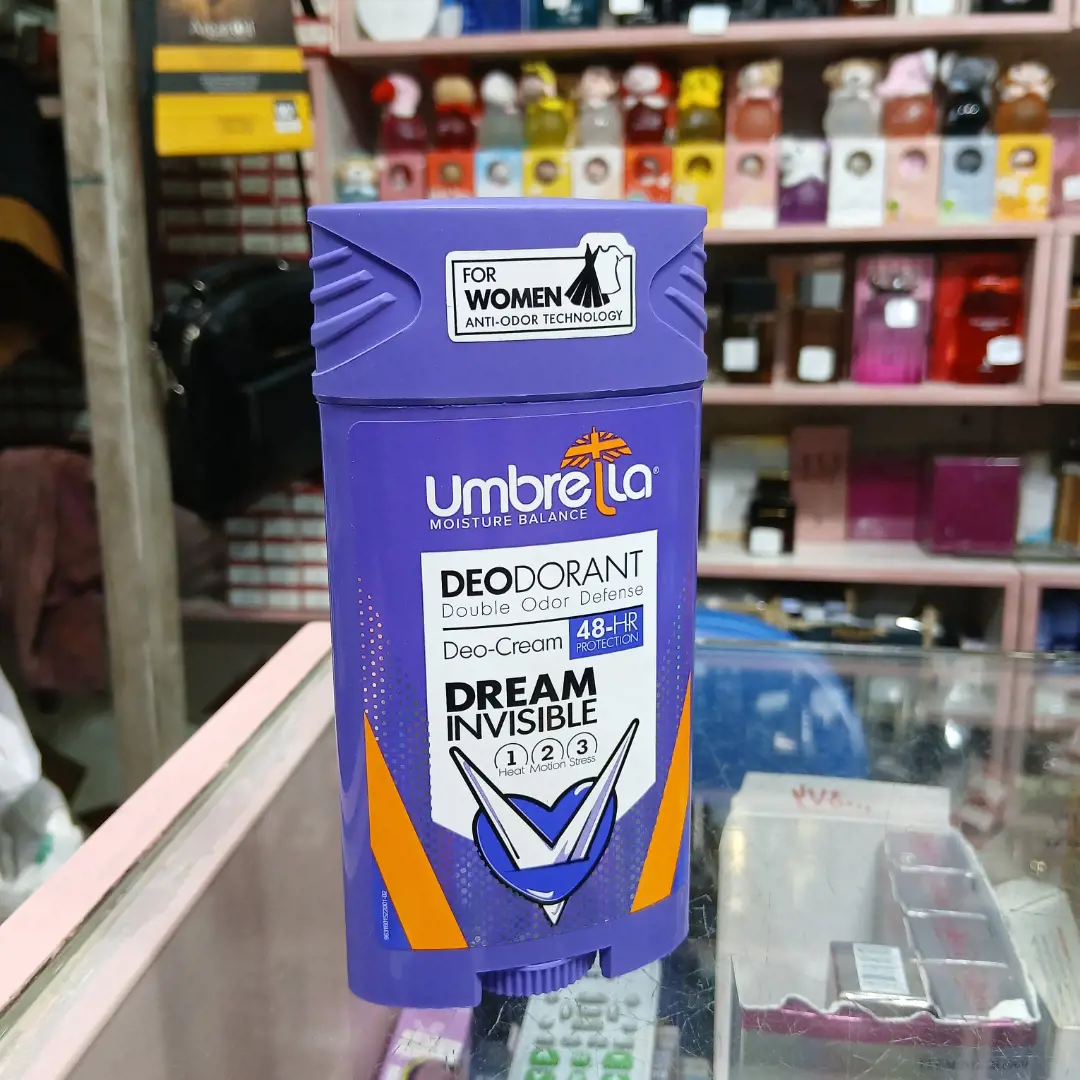 FOR
WOMEN
ANTI-ODOR TECHNOLOGY
Umbrella®
MOISTURE BALANCE
DEODORANT
Double Odor Defense
Deo-Cream
48-HR
PROTECTION
DREAM
INVISIBLE
1 2 3
Heat Motion Stress